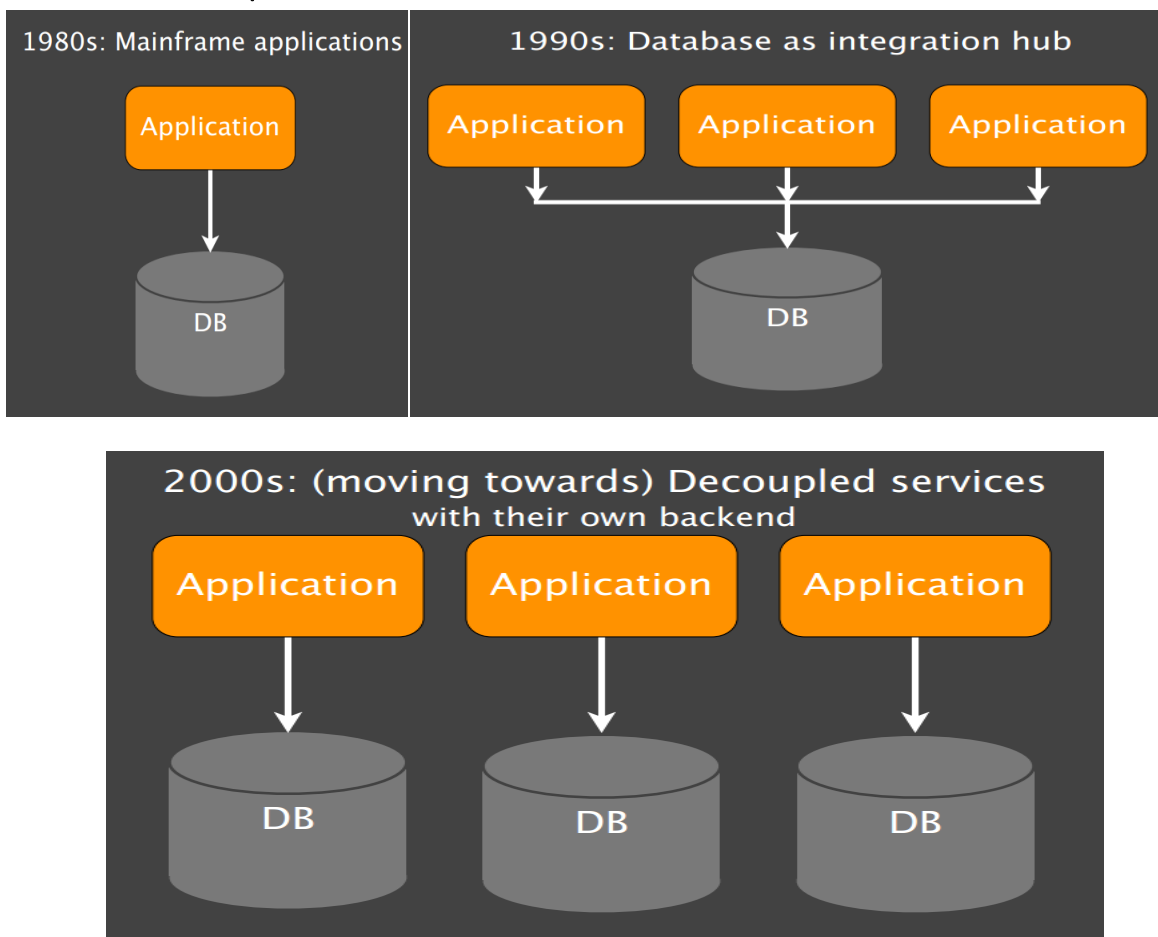 1980s: Mainframe applications
Application
DB
1990s: Database as integration hub
Application Application Application
DB
2000s: (moving towards) Decoupled services
with their own backend
Application Application Application
DB DB DB